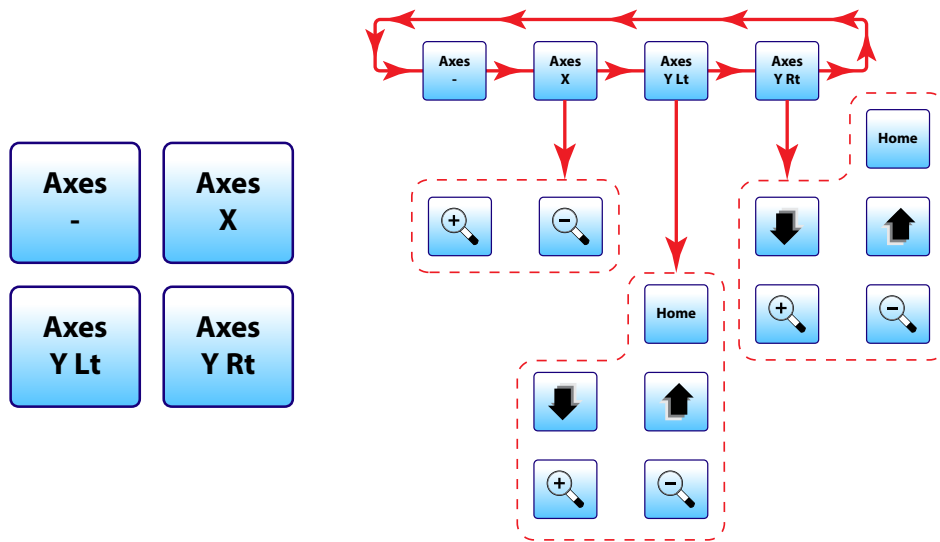 Axes
-
Axes
X
Axes
Y Lt
Axes
Y Rt
Axes
-
Axes
X
Axes
Y Lt
Axes
Y Rt
Home
Home